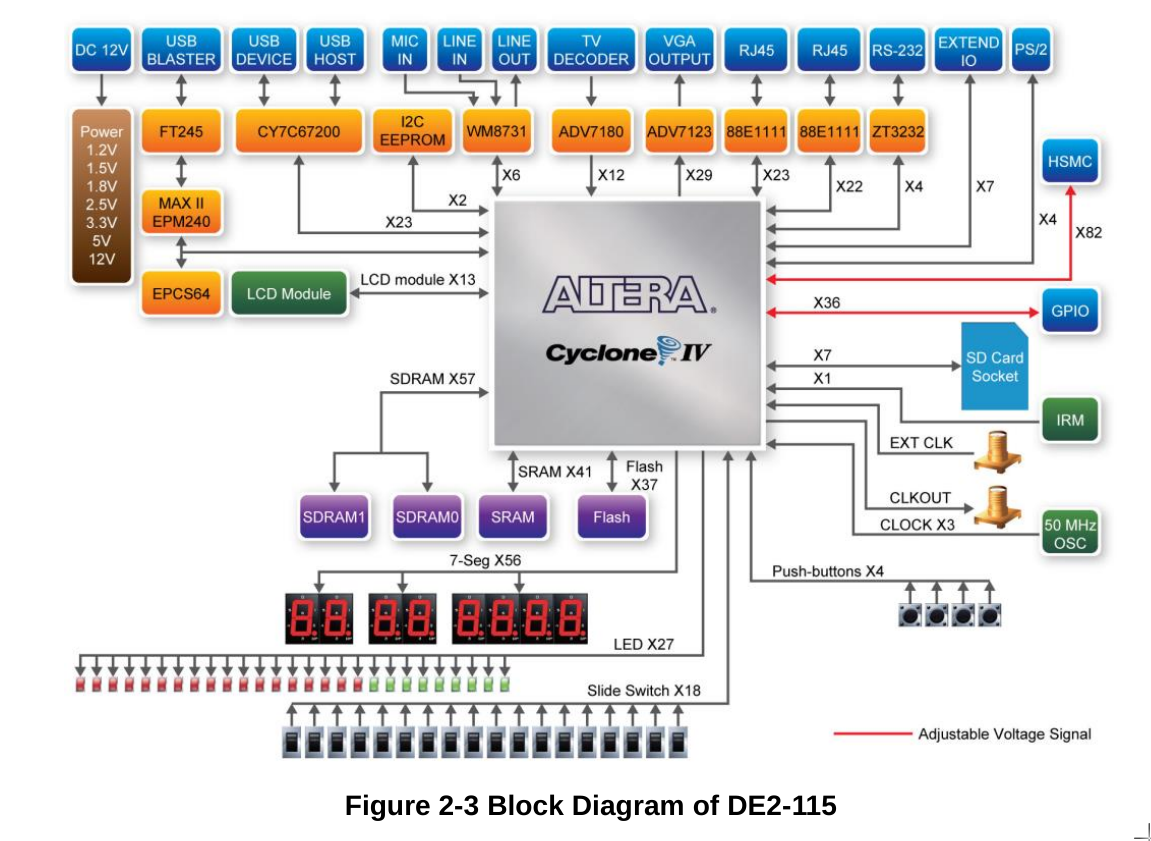 DC 12V
USB
BLASTER
USB
DEVICE
USB
HOST
MIC
IN
LINE
IN
LINE
OUT
TV
DECODER
VGA
OUTPUT
RJ45
RJ45
RS-232
EXTEND
IO
PS/2
Power
1.2V
1.5V
1.8V
2.5V
3.3V
5V
12V
FT245
CY7C67200
I2C
EEPROM
WM8731
ADV7180
ADV7123
88E1111
88E1111
ZT3232
HSMC
X6
X12
X29
X23
X22
X4
X7
X4
X82
MAX II
EPM240
X2
X23
EPCS64
LCD Module
LCD module X13
ALTERA
Cyclone IV
X36
GPIO
X7
SD Card
Socket
X1
IRM
SDRAM X57
EXT CLK
CLKOUT
CLOCK X3
50 MHz
OSC
SRAM X41
Flash
X37
SDRAM1
SDRAM0
SRAM
Flash
7-Seg X56
Push-buttons X4
LED X27
Slide Switch X18
Adjustable Voltage Signal
Figure 2-3 Block Diagram of DE2-115